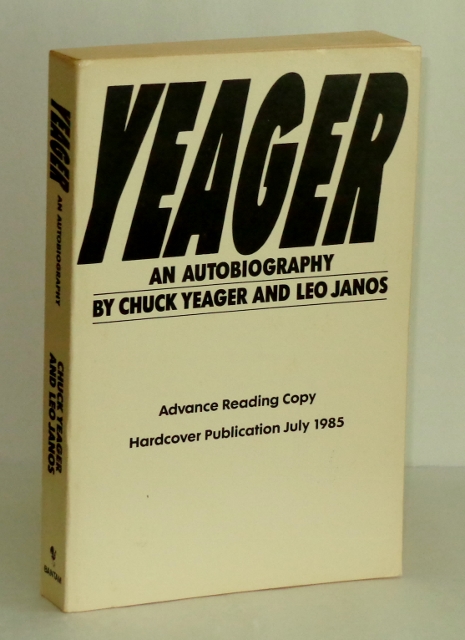 YEAGER
AN AUTOBIOGRAPHY
BY CHUCK YEAGER AND LEO JANOS
Advance Reading Copy
Hardcover Publication July 1985
YEAGER
AN AUTOBIOGRAPHY
CHUCK YEAGER
AND LEO JANOS
BANTAM